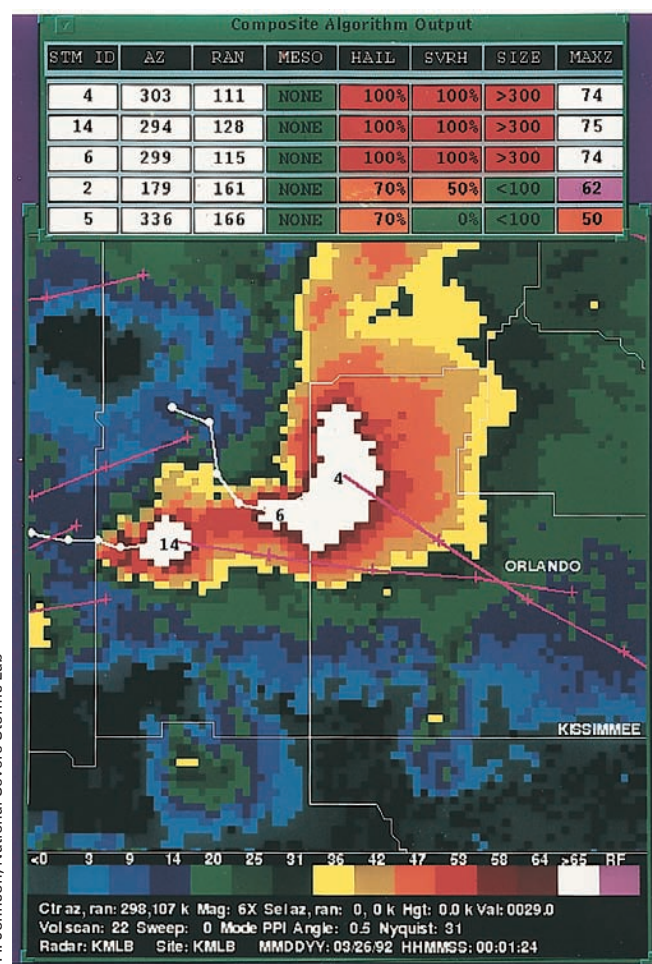 Composite Algorithm Output
STM ID AZ RAN MESO HAIL SVRH SIZE MAXZ
4 303 111 NONE 100% 100% >300 74
14 294 128 NONE 100% 100% >300 75
6 299 115 NONE 100% 100% >300 74
2 179 161 NONE 70% 50% <100 62
5 336 166 NONE 70% 0% <100 50
4
6
14
ORLANDO
KISSIMMEE
<0 3 9 14 20 25 31 36 42 47 53 58 64 >65 RF
Ctr az, ran: 298,107 k Mag: 6X Sel az, ran: 0, 0 k Hgt: 0.0 k Val: 0029.0
Vol scan: 22 Sweep: 0 Mode PPI Angle: 0.5 Nyquist: 31
Radar: KMLB Site: KMLB MMDDYY: 03/26/92 HHMMSS: 00:01:24
National Severe Storms Lab